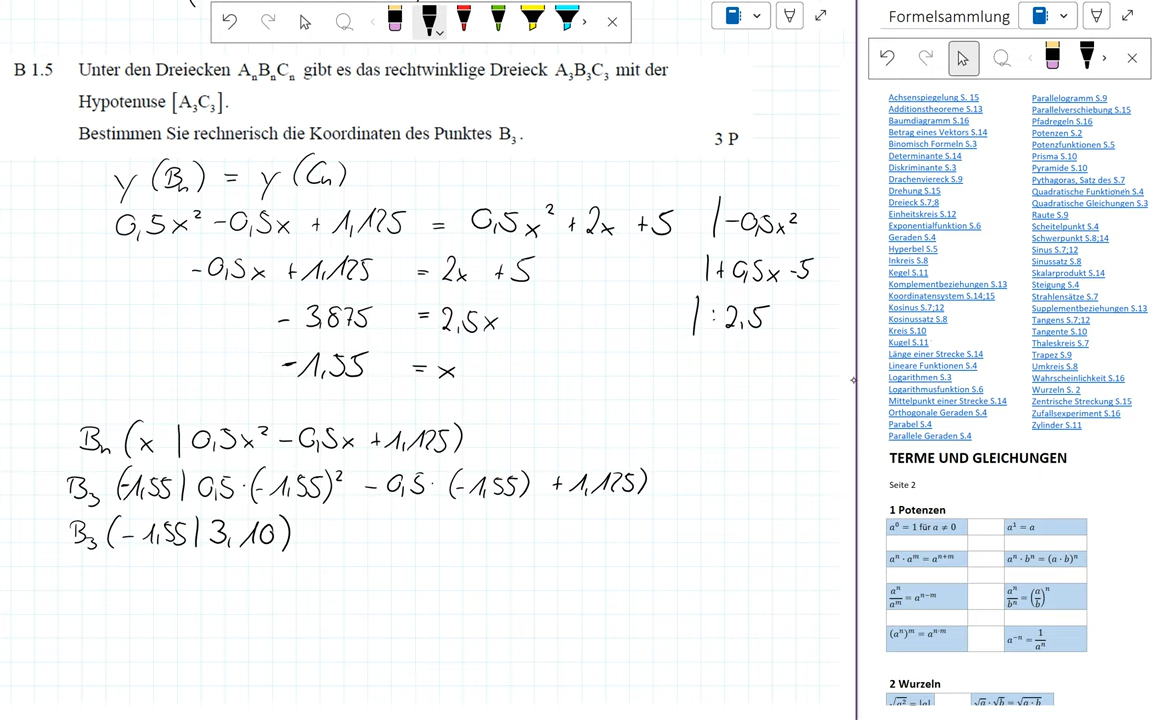 Formelsammlung
B 1.5 Unter den Dreiecken AₙBₙCₙ gibt es das rechtwinklige Dreieck A₃B₃C₃ mit der
Hypotenuse [A₃C₃].
Bestimmen Sie rechnerisch die Koordinaten des Punktes B₃.
3 P
y (Bₙ) = y (Cₙ)
0,5x² - 0,5x + 1,125 = 0,5x² + 2x + 5 | -0,5x²
-0,5x + 1,125 = 2x + 5 | + 0,5x - 5
- 3,875 = 2,5x | : 2,5
-1,55 = x
Bₙ (x | 0,5x² - 0,5x + 1,125)
B₃ (-1,55 | 0,5 · (-1,55)² - 0,5 · (-1,55) + 1,125)
B₃ (-1,55 | 3,10)
Achsenspiegelung S. 15
Additionstheoreme S.13
Baumdiagramm S.16
Betrag eines Vektors S.14
Binomisch Formeln S.3
Determinante S.14
Diskriminante S.3
Drachenviereck S.9
Drehung S.15
Dreieck S.7;8
Einheitskreis S.12
Exponentialfunktion S.6
Geraden S.4
Hyperbel S.5
Inkreis S.8
Kegel S.11
Komplementbeziehungen S.13
Koordinatensystem S.14;15
Kosinus S.7;12
Kosinussatz S.8
Kreis S.10
Kugel S.11
Länge einer Strecke S.14
Lineare Funktionen S.4
Logarithmen S.3
Logarithmusfunktion S.6
Mittelpunkt einer Strecke S.14
Orthogonale Geraden S.4
Parabel S.4
Parallele Geraden S.4
Parallelogramm S.9
Parallelverschiebung S.15
Pfadregeln S.16
Potenzen S.2
Potenzfunktionen S.5
Prisma S.10
Pyramide S.10
Pythagoras, Satz des S.7
Quadratische Funktionen S.4
Quadratische Gleichungen S.3
Raute S.9
Scheitelpunkt S.4
Schwerpunkt S.8;14
Sinus S.7;12
Sinussatz S.8
Skalarprodukt S.14
Steigung S.4
Strahlensätze S.7
Supplementbeziehungen S.13
Tangens S.7;12
Tangente S.10
Thaleskreis S.7
Trapez S.9
Umkreis S.8
Wahrscheinlichkeit S.16
Wurzeln S. 2
Zentrische Streckung S.15
Zufallsexperiment S.16
Zylinder S.11
TERME UND GLEICHUNGEN
Seite 2
1 Potenzen
a⁰ = 1 für a ≠ 0 a¹ = a
aⁿ · aᵐ = aⁿ⁺ᵐ aⁿ · bⁿ = (a · b)ⁿ
aⁿ/aᵐ = aⁿ⁻ᵐ aⁿ/bⁿ = (a/b)ⁿ
(aⁿ)ᵐ = aⁿ·ᵐ a⁻ⁿ = 1/aⁿ
2 Wurzeln
√a² = |a| √a · √b = √a · b